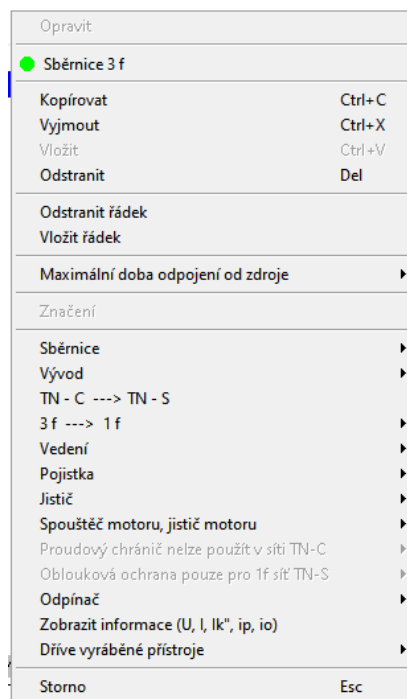 Opravit
Sběrnice 3 f
Kopírovat Ctrl+C
Vyjmout Ctrl+X
Vložit Ctrl+V
Odstranit Del
Odstranit řádek
Vložit řádek
Maximální doba odpojení od zdroje
Značení
Sběrnice
Vývod
TN - C ---> TN - S
3 f ---> 1 f
Vedení
Pojistka
Jistič
Spouštěč motoru, jistič motoru
Proudový chránič nelze použít v síti TN-C
Oblouková ochrana pouze pro 1f síť TN-S
Odpínač
Zobrazit informace (U, I, Ik", ip, io)
Dříve vyráběné přístroje
Storno Esc